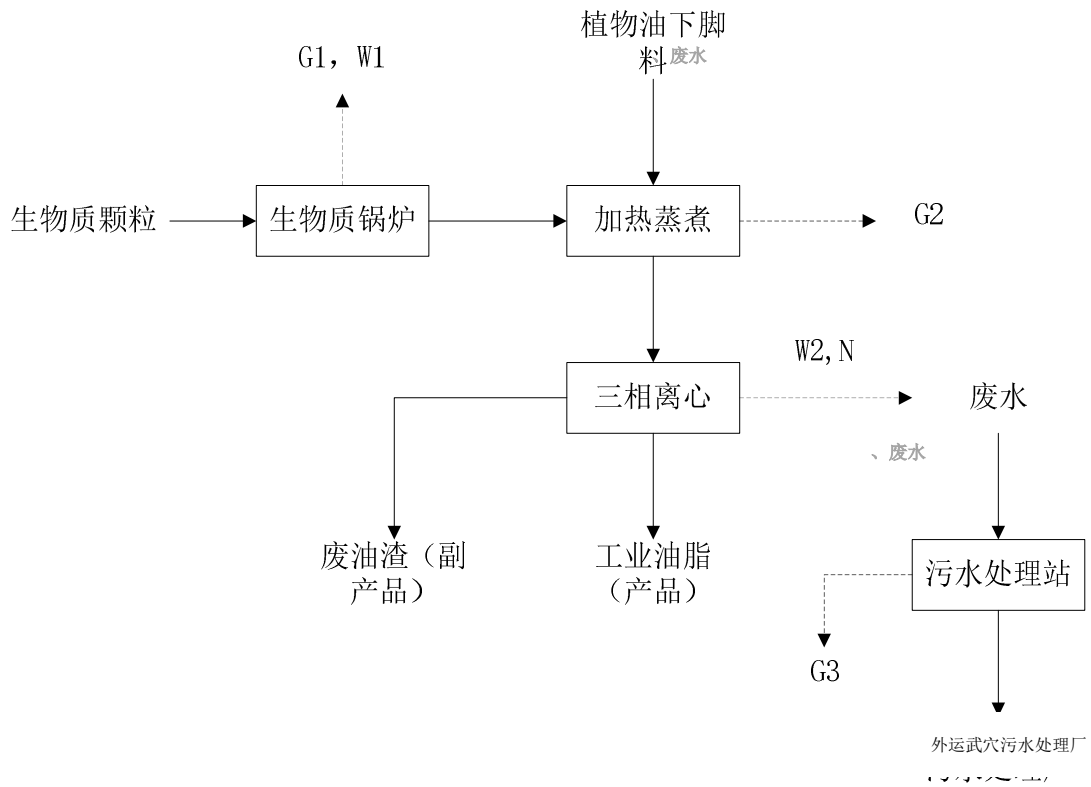 植物油下脚
料
、废水
G1, W1
生物质颗粒
生物质锅炉
加热蒸煮
G2
W2,N
三相离心
废水
、废水
废油渣（副
产品）
工业油脂
（产品）
污水处理站
G3
外运武穴污水处理厂